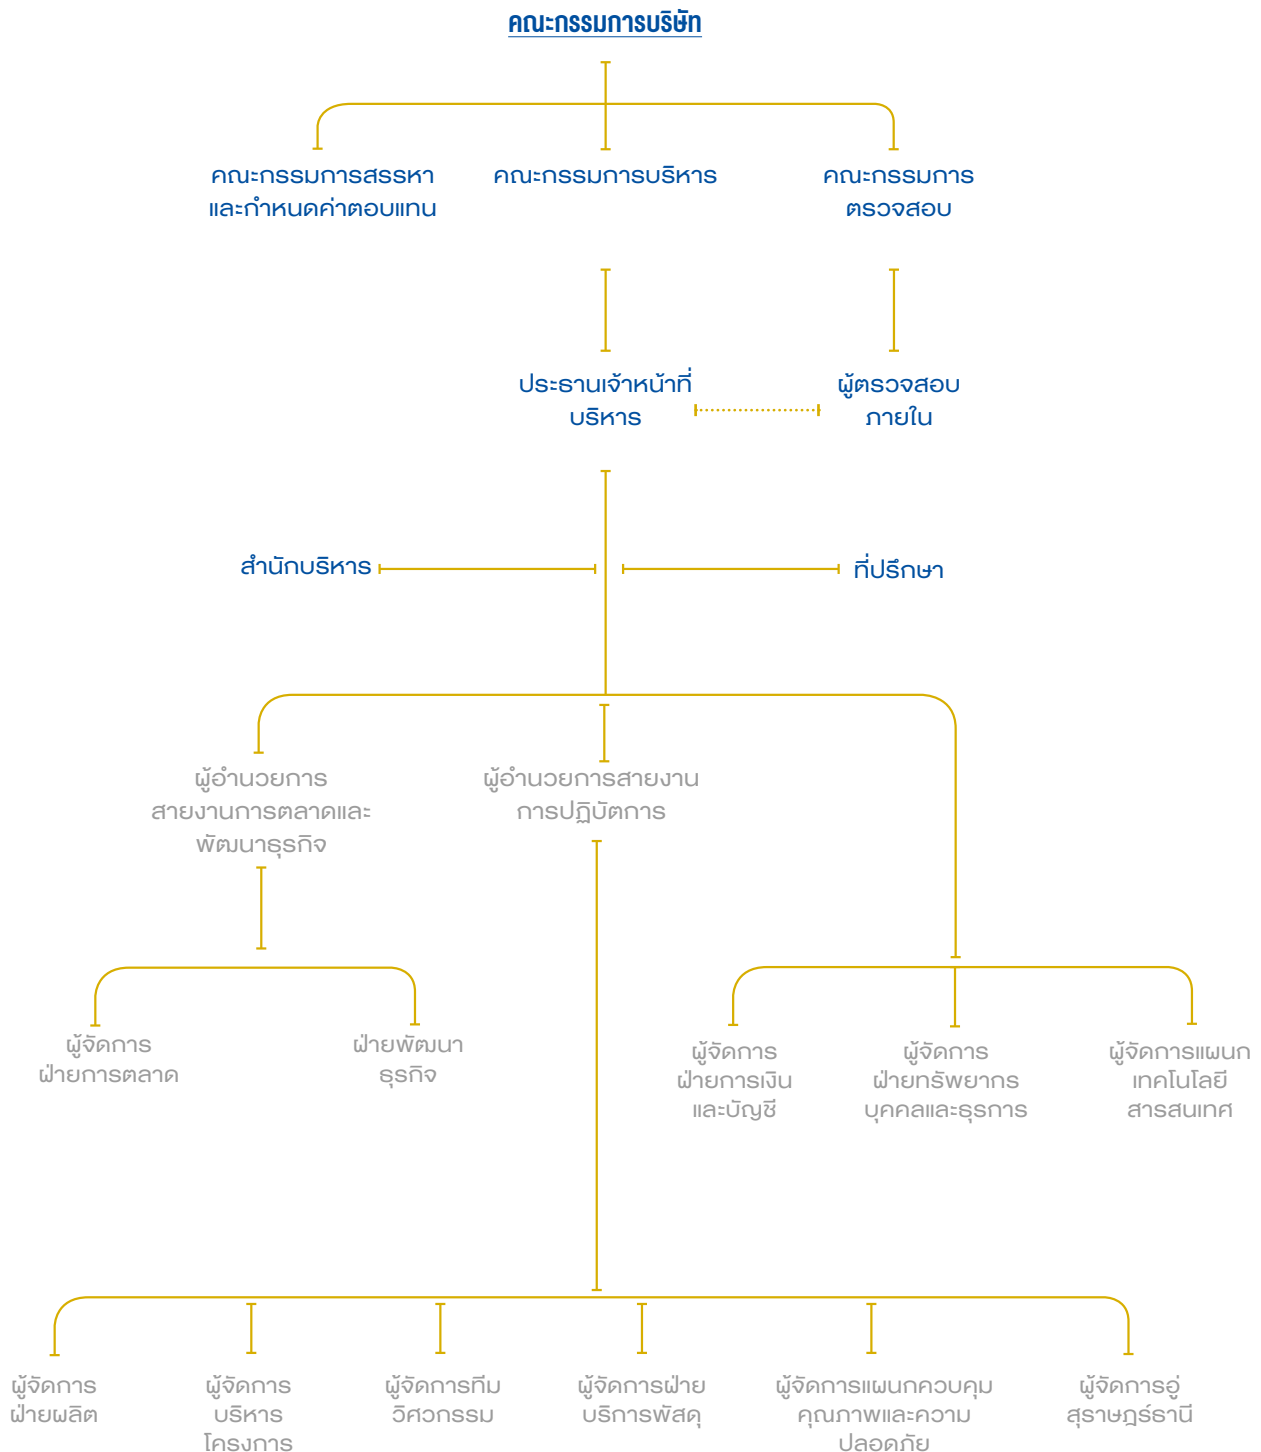 คณะกรรมการบริษัท
คณะกรรมการสรรหา
และกำหนดค่าตอบแทน
คณะกรรมการบริหาร
คณะกรรมการ
ตรวจสอบ
ประธานเจ้าหน้าที่
บริหาร
ผู้ตรวจสอบ
ภายใน
สำนักบริหาร
ที่ปรึกษา
ผู้อำนวยการ
สายงานการตลาดและ
พัฒนาธุรกิจ
ผู้อำนวยการสายงาน
การปฏิบัตการ
ผู้จัดการ
ฝ่ายการตลาด
ฝ่ายพัฒนา
ธุรกิจ
ผู้จัดการ
ฝ่ายการเงิน
และบัญชี
ผู้จัดการ
ฝ่ายทรัพยากร
บุคคลและธุรการ
ผู้จัดการแผนก
เทคโนโลยี
สารสนเทศ
ผู้จัดการ
ฝ่ายผลิต
ผู้จัดการ
บริหาร
โครงการ
ผู้จัดการทีม
วิศวกรรม
ผู้จัดการฝ่าย
บริการพัสดุ
ผู้จัดการแผนกควบคุม
คุณภาพและความ
ปลอดภัย
ผู้จัดการอู่
สุราษฎร์ธานี